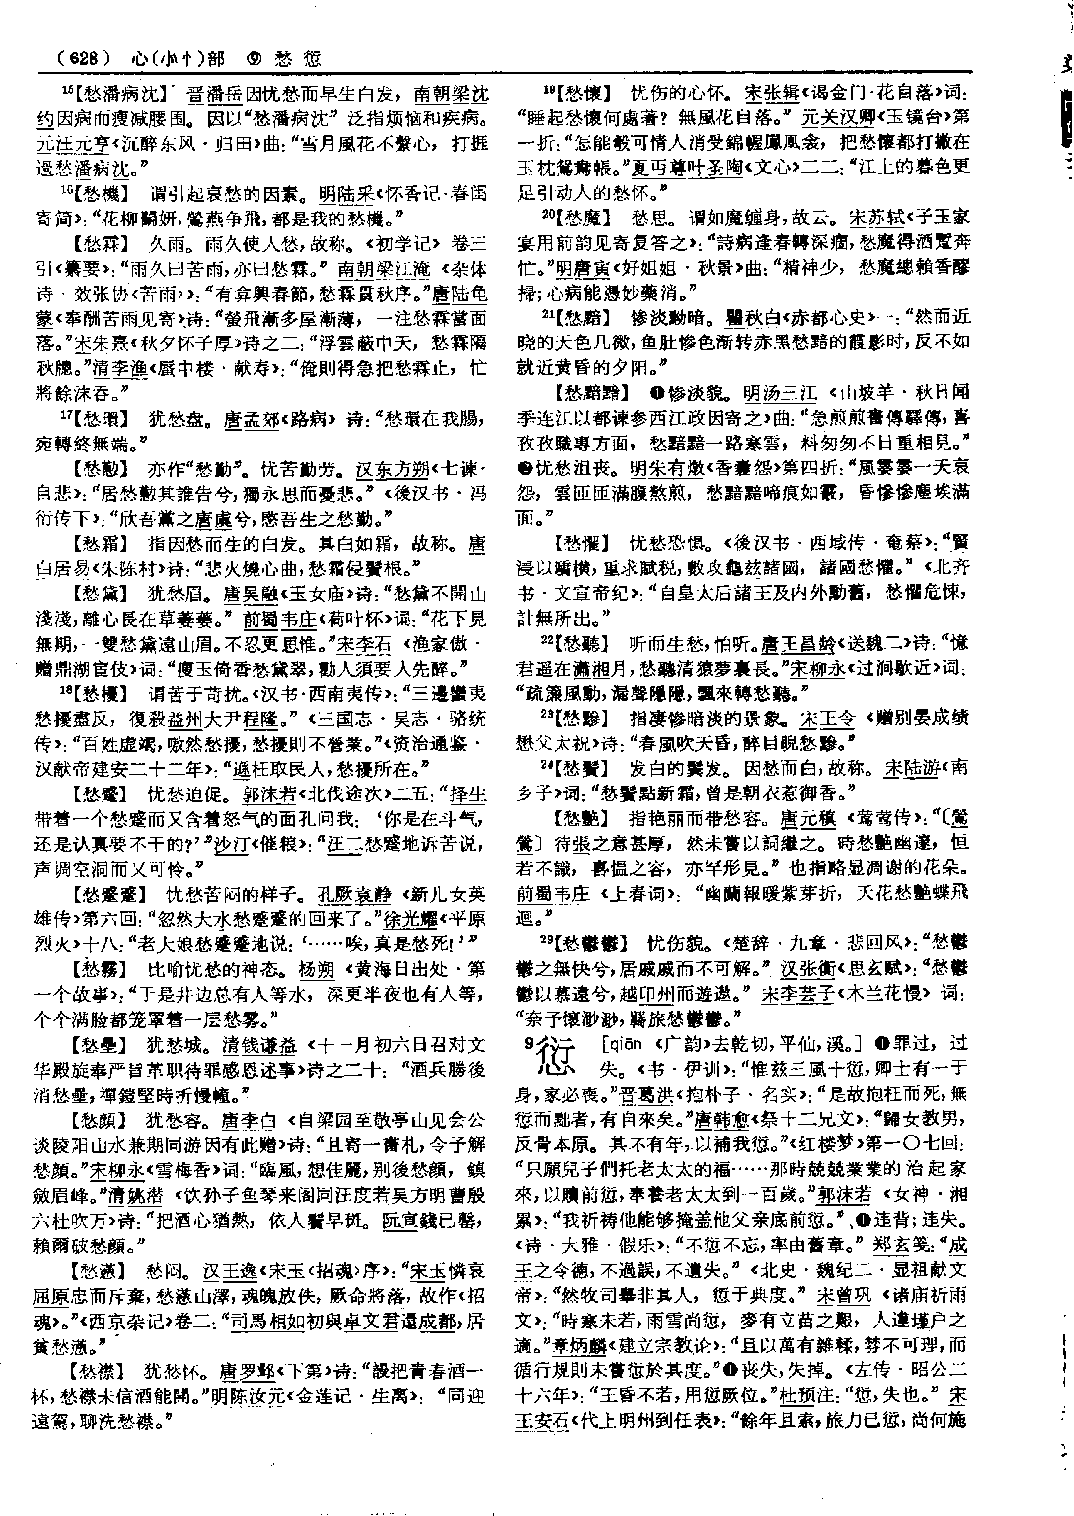 （628） 心(小忄)部 ⑨ 愁 愆
15【愁潘病沈】 晋潘岳因忧愁而早生白发，南朝梁沈
约因病而瘦减腰围。因以“愁潘病沈”泛指烦恼和疾病。
元汪元亨《沉醉东风·归田》曲：“当月風花不繫心，打捱
過愁潘病沈。”
16【愁機】 谓引起哀愁的因素。明陆采《怀香记·春闺
寄简》：“花柳鬭妍，鶯燕争飛，都是我的愁機。”
【愁霖】 久雨。雨久使人愁，故称。《初学记》卷三
引《纂要》：“雨久曰苦雨，亦曰愁霖。”南朝梁江淹《杂体
诗·效张协〈苦雨〉》：“有弇興春節，愁霖貫秋序。”唐陆龟
蒙《奉酬苦雨见寄》诗：“螢飛漸多屋漸薄，一注愁霖當面
落。”宋朱熹《秋夕怀子厚》诗之二：“浮雲蔽中天，愁霖隔
秋牕。”清李渔《蜃中楼·献寿》：“俺則得急把愁霖止，忙
將餘沫吞。”
17【愁環】 犹愁盘。唐孟郊《路病》诗：“愁環在我腸，
宛轉終無端。”
【愁懃】 亦作“愁勤”。忧苦勤劳。汉东方朔《七谏·
自悲》：“居愁懃其誰告兮，獨永思而憂悲。”《後汉书·冯
衍传下》：“欣吾黨之唐虞兮，愍吾生之愁勤。”
【愁霜】 指因愁而生的白发。其白如霜，故称。唐
白居易《朱陈村》诗：“悲火燒心曲，愁霜侵鬢根。”
【愁黛】 犹愁眉。唐吴融《玉女庙》诗：“愁黛不開山
淺淺，離心長在草萋萋。”前蜀韦庄《荷叶杯》词：“花下見
無期，一雙愁黛遠山眉。不忍更思惟。”宋李石《渔家傲·
赠鼎湖官伎》词：“瘦玉倚香愁黛翠，勸人須要人先醉。”
18【愁擾】 谓苦于苛扰。《汉书·西南夷传》：“三邊蠻夷
愁擾盡反，復殺益州大尹程隆。”《三国志·吴志·骆统
传》：“百姓虚竭，嗷然愁擾，愁擾則不營業。”《资治通鉴·
汉献帝建安二十二年》：“遜枉取民人，愁擾所在。”
【愁蹙】 忧愁迫促。郭沫若《北伐途次》二五：“择生
带着一个愁蹙而又含着怒气的面孔问我：‘你是在斗气，
还是认真要不干的？’”沙汀《催粮》：“汪二愁蹙地诉苦说，
声调空洞而又可怜。”
【愁蹙蹙】 忧愁苦闷的样子。孔厥袁静《新儿女英
雄传》第六回：“忽然大水愁蹙蹙的回来了。”徐光耀《平原
烈火》十八：“老大娘愁蹙蹙地说：‘……唉，真是愁死！’”
【愁霧】 比喻忧愁的神态。杨朔《黄海日出处·第
一个故事》：“于是井边总有人等水，深更半夜也有人等，
个个满脸都笼罩着一层愁雾。”
【愁壘】 犹愁城。清钱谦益《十一月初六日召对文
华殿旋奉严旨革职待罪感恩述事》诗之二十：“酒兵勝後
消愁壘，禪鎧堅時折慢幢。”
【愁顏】 犹愁容。唐李白《自梁园至敬亭山见会公
谈陵阳山水兼期同游因有此赠》诗：“且寄一書札，令予解
愁顏。”宋柳永《雪梅香》词：“臨風，想佳麗，别後愁顏，鎮
斂眉峰。”清姚潜《饮孙子鱼琴来阁同汪度若吴方明曹殷
六杜吹万》诗：“把酒心猶熱，依人鬢早斑。阮宣錢已罄，
賴爾破愁顏。”
【愁懣】 愁闷。汉王逸《宋玉〈招魂〉序》：“宋玉憐哀
屈原忠而斥棄，愁懣山澤，魂魄放佚，厥命將落，故作《招
魂》。”《西京杂记》卷二：“司馬相如初與卓文君還成都，居
貧愁懣。”
【愁襟】 犹愁怀。唐罗邺《下第》诗：“謾把青春酒一
杯，愁襟未信酒能開。”明陈汝元《金莲记·生离》：“同迎
遠駕，聊洗愁襟。”
19【愁懷】 忧伤的心怀。宋张辑《谒金门·花自落》词：
“睡起愁懷何處著？無風花自落。”元关汉卿《玉镜台》第
一折：“怎能彀可情人消受錦幄鳳凰衾，把愁懷都打撇在
玉枕鴛鴦帳。”夏丏尊叶圣陶《文心》二二：“江上的暮色更
足引动人的愁怀。”
20【愁魔】 愁思。谓如魔缠身，故云。宋苏轼《子玉家
宴用前韵见寄复答之》：“詩病逢春轉深痼，愁魔得酒蹔奔
忙。”明唐寅《好姐姐·秋景》曲：“精神少，愁魔總賴香醪
掃；心病能憑妙藥消。”
21【愁黯】 惨淡黝暗。瞿秋白《赤都心史》一：“然而近
晓的天色几微，鱼肚惨色渐转赤黑愁黯的霞影时，反不如
就近黄昏的夕阳。”
【愁黯黯】 ❶惨淡貌。明汤三江《山坡羊·秋日闻
季连江以都谏参西江政因寄之》曲：“急煎煎書傳驛傳，喜
孜孜職專方面，愁黯黯一路寒雲，料匆匆不日重相見。”
❷忧愁沮丧。明朱有燉《香囊怨》第四折：“風雲雲一天哀
怨，雲匝匝滿腹熬煎，愁黯黯啼痕如霰，昏慘慘塵埃滿
面。”
【愁懼】 忧愁恐惧。《後汉书·西域传·奄蔡》：“賢
浸以驕横，重求賦税，數攻龜兹諸國，諸國愁懼。”《北齐
书·文宣帝纪》：“自皇太后諸王及内外勳舊，愁懼危悚，
計無所出。”
22【愁聽】 听而生愁，怕听。唐王昌龄《送魏二》诗：“憶
君遥在瀟湘月，愁聽清猿夢裏長。”宋柳永《过涧歇近》词：
“疏簾風動，漏聲隱隱，飄來轉愁聽。”
23【愁黲】 指凄惨暗淡的景象。宋王令《赠别晏成绩
懋父太祝》诗：“春風吹天昏，醉目睨愁黲。”
24【愁鬢】 发白的鬓发。因愁而白，故称。宋陆游《南
乡子》词：“愁鬢點新霜，曾是朝衣惹御香。”
【愁艷】 指艳丽而带愁容。唐元稹《莺莺传》：“〔鶯
鶯〕待張之意甚厚，然未嘗以詞繼之。時愁艷幽邃，恒
若不識，喜愠之容，亦罕形見。”也指略显凋谢的花朵。
前蜀韦庄《上春词》：“幽蘭報暖紫芽折，夭花愁艷蝶飛
迴。”
29【愁鬱鬱】 忧伤貌。《楚辞·九章·悲回风》：“愁鬱
鬱之無快兮，居戚戚而不可解。”汉张衡《思玄赋》：“愁鬱
鬱以慕遠兮，越卬州而遊遨。”宋李芸子《木兰花慢》词：
“奈予懷渺渺，羇旅愁鬱鬱。”
9愆 [qiān 《广韵》去乾切，平仙，溪。] ❶罪过，过
失。《书·伊训》：“惟兹三風十愆，卿士有一于
身，家必丧。”晋葛洪《抱朴子·名实》：“是故抱枉而死，無
愆而黜者，有自來矣。”唐韩愈《祭十二兄文》：“歸女教男，
反骨本原。其不有年，以補我愆。”《红楼梦》第一〇七回：
“只願兒子們托老太太的福……那時兢兢業業的治起家
來，以贖前愆，奉養老太太到一百歲。”郭沫若《女神·湘
累》：“我祈祷他能够掩盖他父亲底前愆。”❷违背；违失。
《诗·大雅·假乐》：“不愆不忘，率由舊章。”郑玄笺：“成
王之令德，不過誤，不遺失。”《北史·魏纪二·显祖献文
帝》：“然牧司舉非其人，愆于典度。”宋曾巩《诸庙祈雨
文》：“時寒未若，雨雪尚愆，麥有立苗之艱，人違墐户之
適。”章炳麟《建立宗教论》：“且以萬有雜糅，棼不可理，而
循行規則未嘗愆於其度。”❸丧失，失掉。《左传·昭公二
十六年》：“王昏不若，用愆厥位。”杜预注：“愆，失也。”宋
王安石《代上明州到任表》：“餘年且索，旅力已愆，尚何施